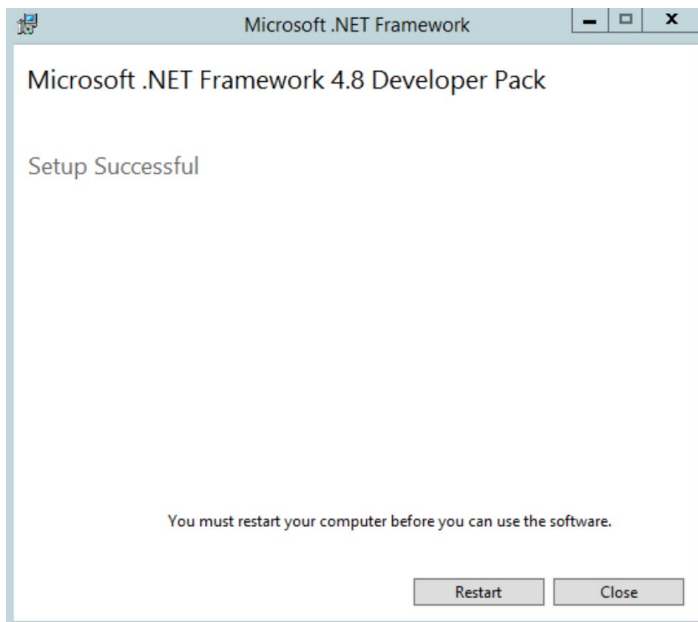 Microsoft .NET Framework
Microsoft .NET Framework 4.8 Developer Pack
Setup Successful
You must restart your computer before you can use the software.
Restart
Close